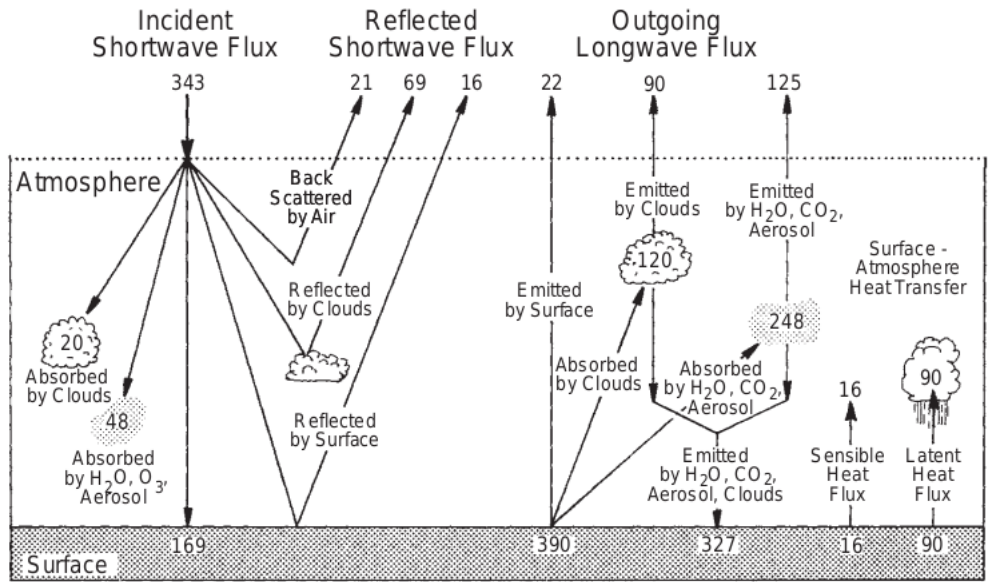 Incident
Shortwave Flux
Reflected
Shortwave Flux
Outgoing
Longwave Flux
343
21
69
16
22
90
125
Atmosphere
Back
Scattered
by Air
Emitted
by Clouds
Emitted
by H2O, CO2,
Aerosol
120
Surface -
Atmosphere
Heat Transfer
Reflected
by Clouds
Emitted
by Surface
248
20
Absorbed
by Clouds
Absorbed
by Clouds
Absorbed
by H2O, CO2,
Aerosol
16
90
48
Reflected
by Surface
Absorbed
by H2O, O3,
Aerosol
Emitted
by H2O, CO2,
Aerosol, Clouds
Sensible
Heat
Flux
Latent
Heat
Flux
169
390
327
16
90
Surface